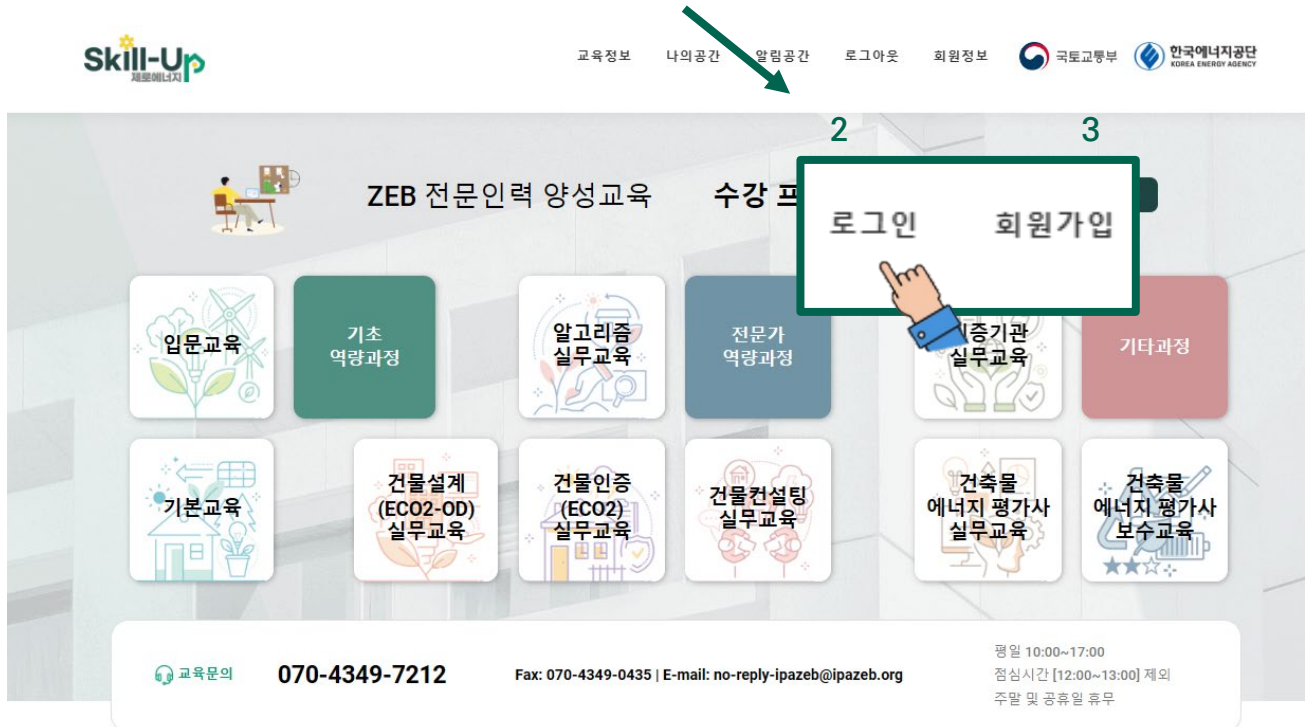 Skill-Up
제로에너지
교육정보 나의공간 알림공간 로그아웃 회원정보 국토교통부 한국에너지공단
KOREA ENERGY AGENCY
2 3
ZEB 전문인력 양성교육 수강 프
로그인 회원가입
입문교육
기초
역량과정
알고리즘
실무교육
전문가
역량과정
증기관
실무교육
기타과정
기본교육
건물설계
(ECO2-OD)
실무교육
건물인증
(ECO2)
실무교육
건물컨설팅
실무교육
건축물
에너지 평가사
실무교육
건축물
에너지 평가사
보수교육
교육문의 070-4349-7212 Fax: 070-4349-0435 | E-mail: no-reply-ipazeb@ipazeb.org
평일 10:00~17:00
점심시간 [12:00~13:00] 제외
주말 및 공휴일 휴무